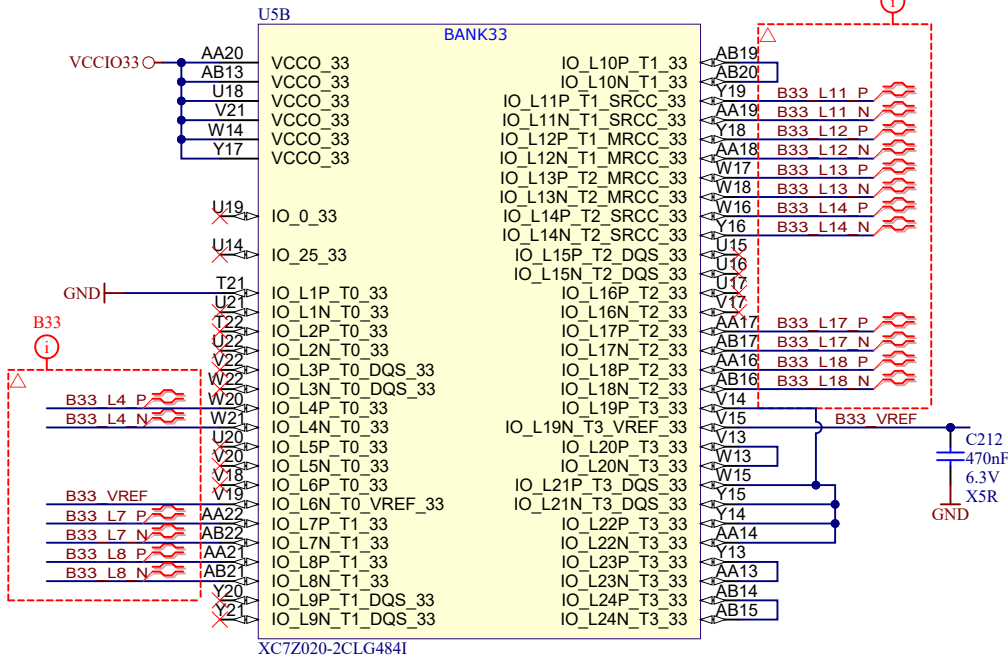 U5B
BANK33
VCCIO33
AA20 VCCO_33
AB13 VCCO_33
U18 VCCO_33
V21 VCCO_33
W14 VCCO_33
Y17 VCCO_33
U19 IO_0_33
U14 IO_25_33
GND T21 IO_L1P_T0_33
U21 IO_L1N_T0_33
T22 IO_L2P_T0_33
U22 IO_L2N_T0_33
V22 IO_L3P_T0_DQS_33
W22 IO_L3N_T0_DQS_33
B33
i
B33_L4_P W20 IO_L4P_T0_33
B33_L4_N W21 IO_L4N_T0_33
U20 IO_L5P_T0_33
V20 IO_L5N_T0_33
V18 IO_L6P_T0_33
B33_VREF V19 IO_L6N_T0_VREF_33
B33_L7_P AA22 IO_L7P_T1_33
B33_L7_N AB22 IO_L7N_T1_33
B33_L8_P AA21 IO_L8P_T1_33
B33_L8_N AB21 IO_L8N_T1_33
Y20 IO_L9P_T1_DQS_33
Y21 IO_L9N_T1_DQS_33
i
IO_L10P_T1_33 AB19
IO_L10N_T1_33 AB20
IO_L11P_T1_SRCC_33 Y19 B33_L11_P
IO_L11N_T1_SRCC_33 AA19 B33_L11_N
IO_L12P_T1_MRCC_33 Y18 B33_L12_P
IO_L12N_T1_MRCC_33 AA18 B33_L12_N
IO_L13P_T2_MRCC_33 W17 B33_L13_P
IO_L13N_T2_MRCC_33 W18 B33_L13_N
IO_L14P_T2_SRCC_33 W16 B33_L14_P
IO_L14N_T2_SRCC_33 Y16 B33_L14_N
IO_L15P_T2_DQS_33 U15
IO_L15N_T2_DQS_33 U16
IO_L16P_T2_33 U17
IO_L16N_T2_33 V17
IO_L17P_T2_33 AA17 B33_L17_P
IO_L17N_T2_33 AB17 B33_L17_N
IO_L18P_T2_33 AA16 B33_L18_P
IO_L18N_T2_33 AB16 B33_L18_N
IO_L19P_T3_33 V14
IO_L19N_T3_VREF_33 V15 B33_VREF
IO_L20P_T3_33 V13
IO_L20N_T3_33 W13
IO_L21P_T3_DQS_33 W15
IO_L21N_T3_DQS_33 Y15
IO_L22P_T3_33 Y14
IO_L22N_T3_33 AA14
IO_L23P_T3_33 Y13
IO_L23N_T3_33 AA13
IO_L24P_T3_33 AB14
IO_L24N_T3_33 AB15
C212
470nF
6.3V
X5R
GND
XC7Z020-2CLG484I